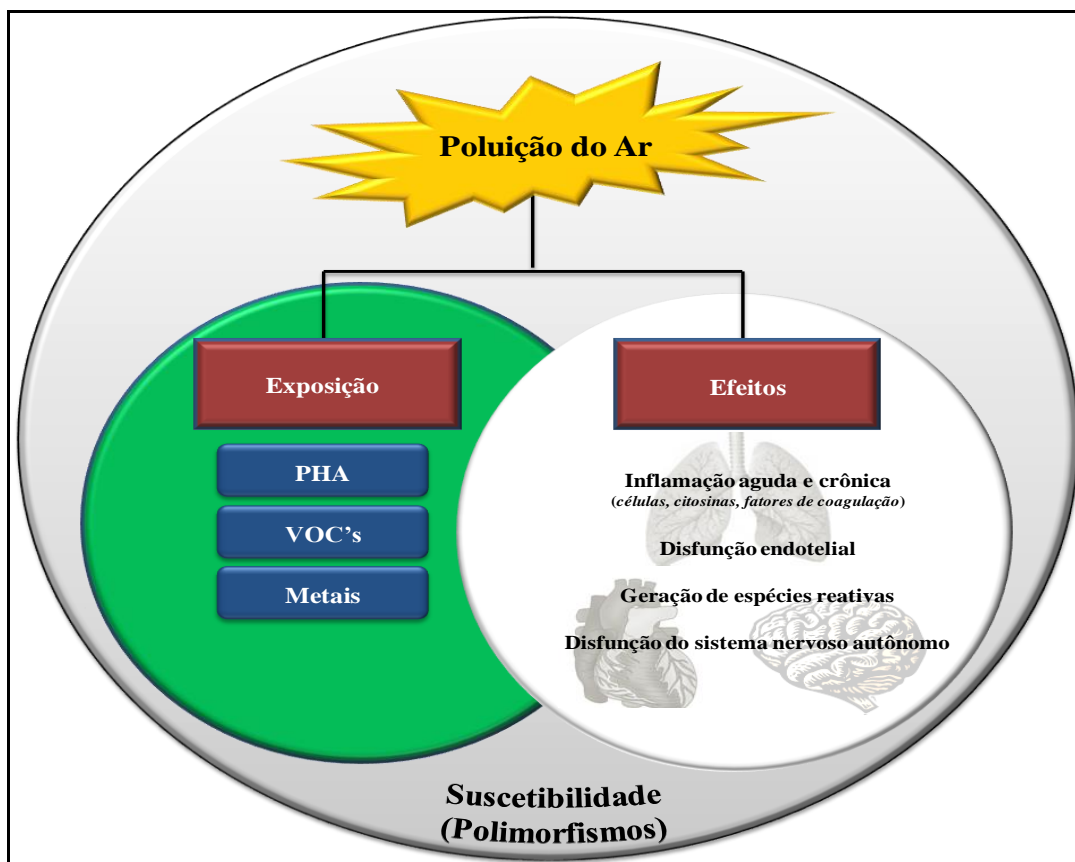 Poluição do Ar
Exposição
PHA
VOC's
Metais
Efeitos
Inflamação aguda e crônica
(células, citosinas, fatores de coagulação)
Disfunção endotelial
Geração de espécies reativas
Disfunção do sistema nervoso autônomo
Suscetibilidade
(Polimorfismos)